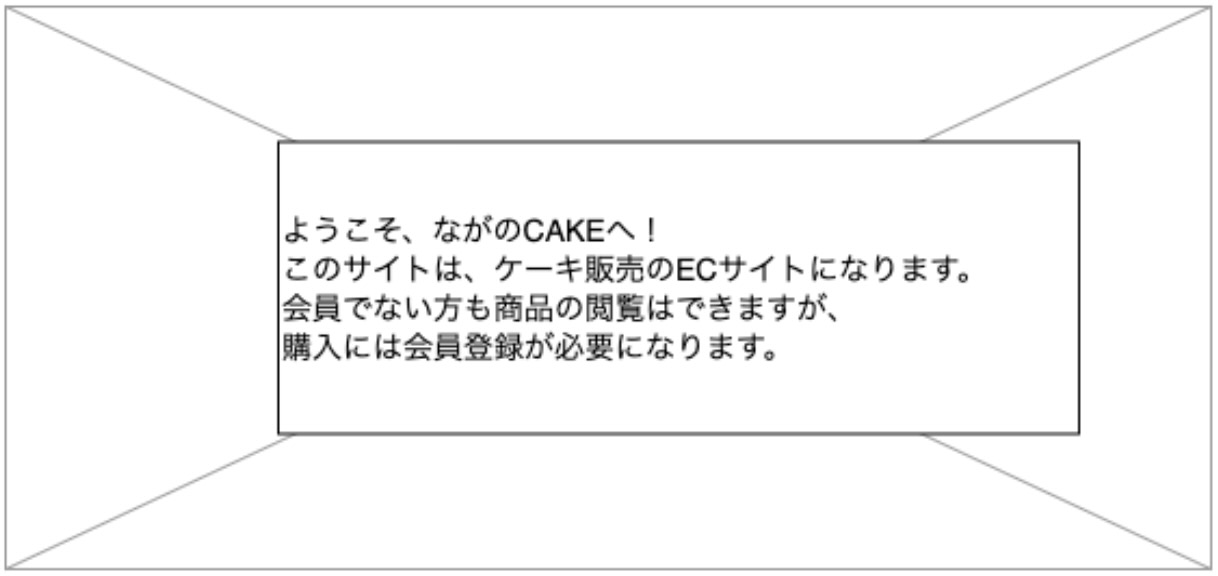 ようこそ、ながのCAKEへ！
このサイトは、ケーキ販売のECサイトになります。
会員でない方も商品の閲覧はできますが、
購入には会員登録が必要になります。